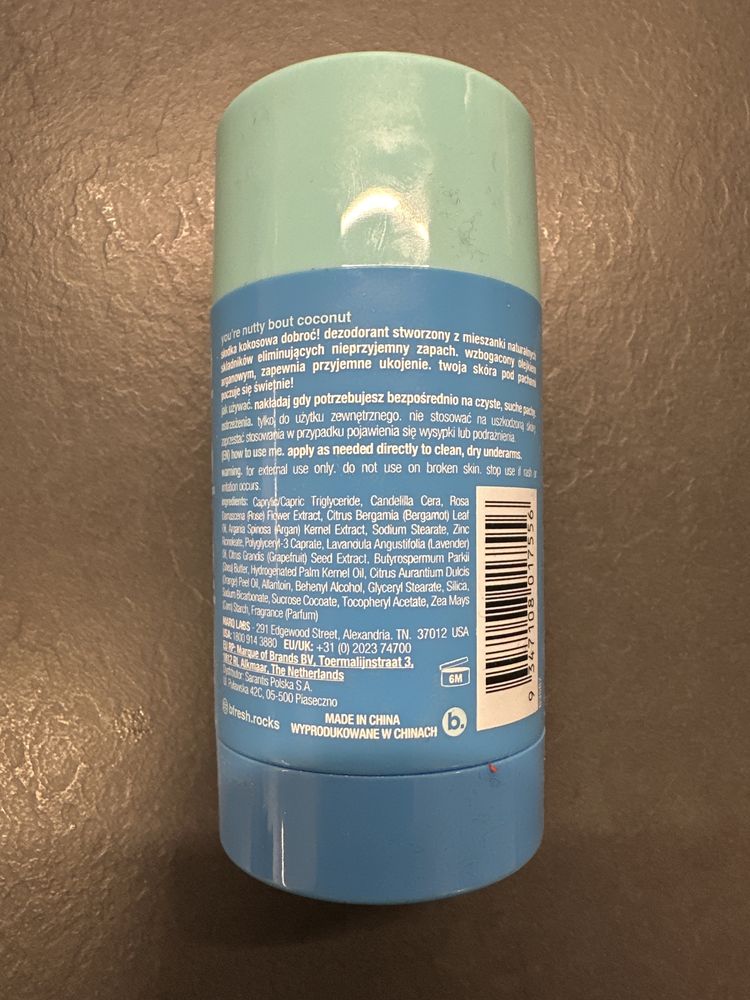 you're nutty bout coconut
słodka kokosowa dobroć! dezodorant stworzony z mieszanki naturalnych
składników eliminujących nieprzyjemny zapach. wzbogacony olejkiem
arganowym, zapewnia przyjemne ukojenie. twoja skóra pod pachami
poczuje się świetnie!
jak używać. nakładaj gdy potrzebujesz bezpośrednio na czyste, suche pachy.
ostrzeżenia. tylko do użytku zewnętrznego. nie stosować na uszkodzoną skórę.
zaprzestać stosowania w przypadku pojawienia się wysypki lub podrażnienia.
(EN) how to use me. apply as needed directly to clean, dry underarms.
warning. for external use only. do not use on broken skin. stop use if rash or
irritation occurs.
ingredients: Caprylic/Capric Triglyceride, Candelilla Cera, Rosa
Damascena (Rose) Flower Extract, Citrus Bergamia (Bergamot) Leaf
Oil, Argania Spinosa (Argan) Kernel Extract, Sodium Stearate, Zinc
Ricinoleate, Polyglyceryl-3 Caprate, Lavandula Angustifolia (Lavender)
Oil, Citrus Grandis (Grapefruit) Seed Extract, Butyrospermum Parkii
(Shea) Butter, Hydrogenated Palm Kernel Oil, Citrus Aurantium Dulcis
(Orange) Peel Oil, Allantoin, Behenyl Alcohol, Glyceryl Stearate, Silica,
Sodium Bicarbonate, Sucrose Cocoate, Tocopheryl Acetate, Zea Mays
(Corn) Starch, Fragrance (Parfum)
MARQ LABS - 291 Edgewood Street, Alexandria. TN. 37012 USA
USA: 1800 914 3880 EU/UK: +31 (0) 2023 74700
EU RP: Marque of Brands BV, Toermalijnstraat 3,
1812 RL Alkmaar, The Netherlands
Dystrybutor: Sarantis Polska S.A.
Ul. Puławska 42C, 05-500 Piaseczno
6M
@bfresh.rocks
MADE IN CHINA
WYPRODUKOWANE W CHINACH
b.
9 347108 017556